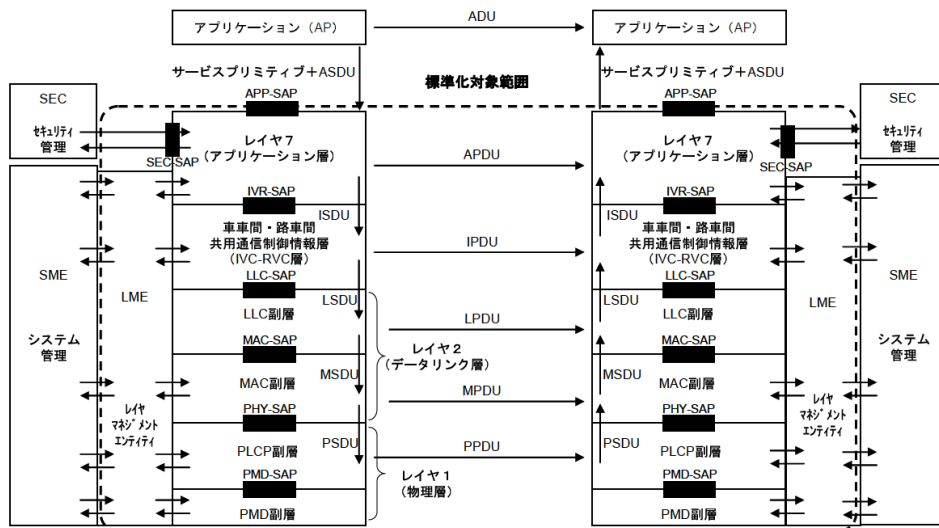 アプリケーション（AP）
ADU
アプリケーション（AP）
サービスプリミティブ＋ASDU
標準化対象範囲
サービスプリミティブ＋ASDU
SEC
セキュリティ
管理
APP-SAP
レイヤ７
（アプリケーション層）
SEC-SAP
APDU
APP-SAP
レイヤ７
（アプリケーション層）
SEC-SAP
SEC
セキュリティ
管理
IVR-SAP
ISDU
車車間・路車間
共用通信制御情報層
（IVC-RVC層）
IPDU
IVR-SAP
ISDU
車車間・路車間
共用通信制御情報層
（IVC-RVC層）
SME
システム
管理
LME
レイヤ
マネジメント
エンティティ
LLC-SAP
LSDU
LLC副層
LPDU
レイヤ２
（データリンク層）
LLC-SAP
LSDU
LLC副層
MAC-SAP
MSDU
MAC副層
MPDU
MAC-SAP
MSDU
MAC副層
PHY-SAP
PSDU
PLCP副層
PPDU
レイヤ１
（物理層）
PHY-SAP
PSDU
PLCP副層
PMD-SAP
PMD副層
PMD-SAP
PMD副層
LME
レイヤ
マネジメント
エンティティ
SME
システム
管理